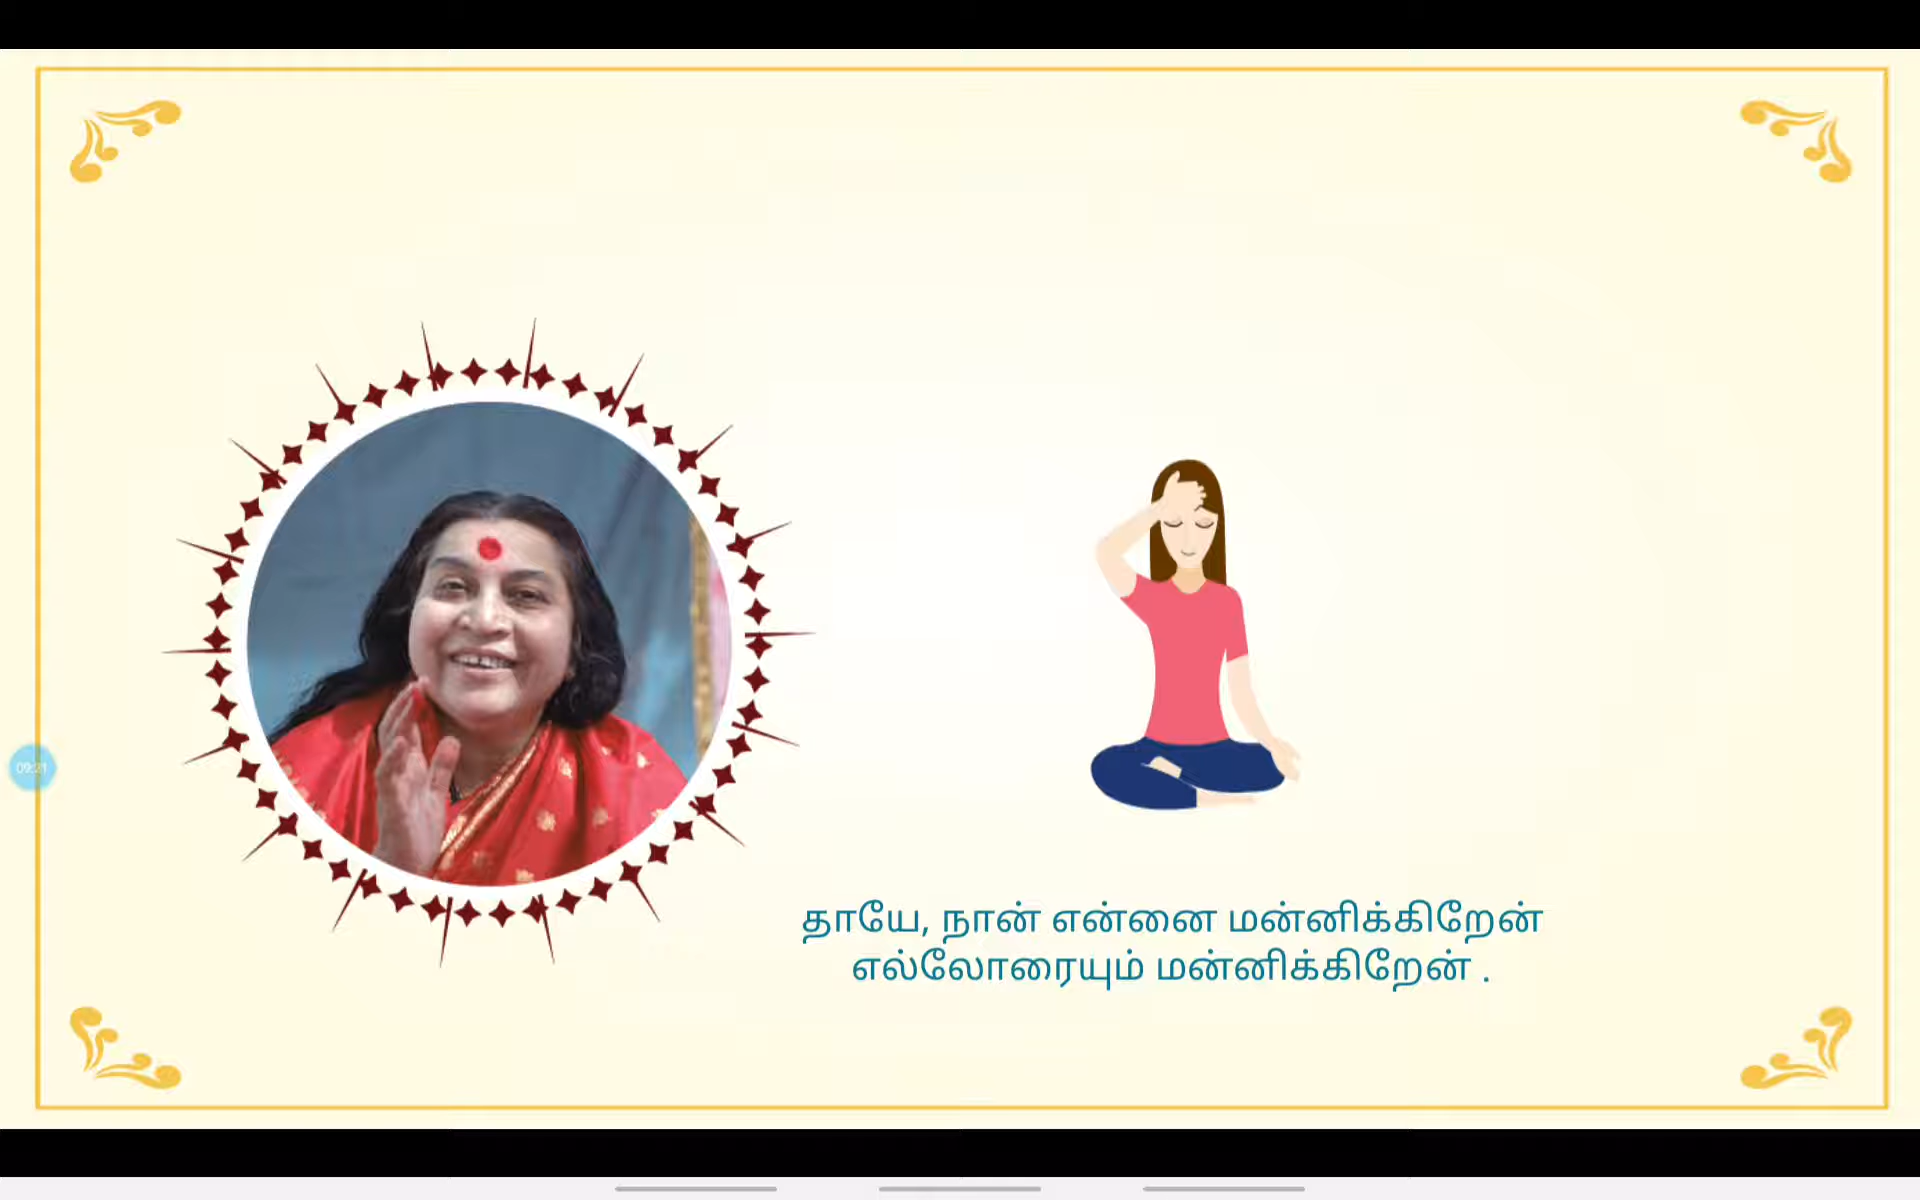 தாயே, நான் என்னை மன்னிக்கிறேன்
எல்லோரையும் மன்னிக்கிறேன் .